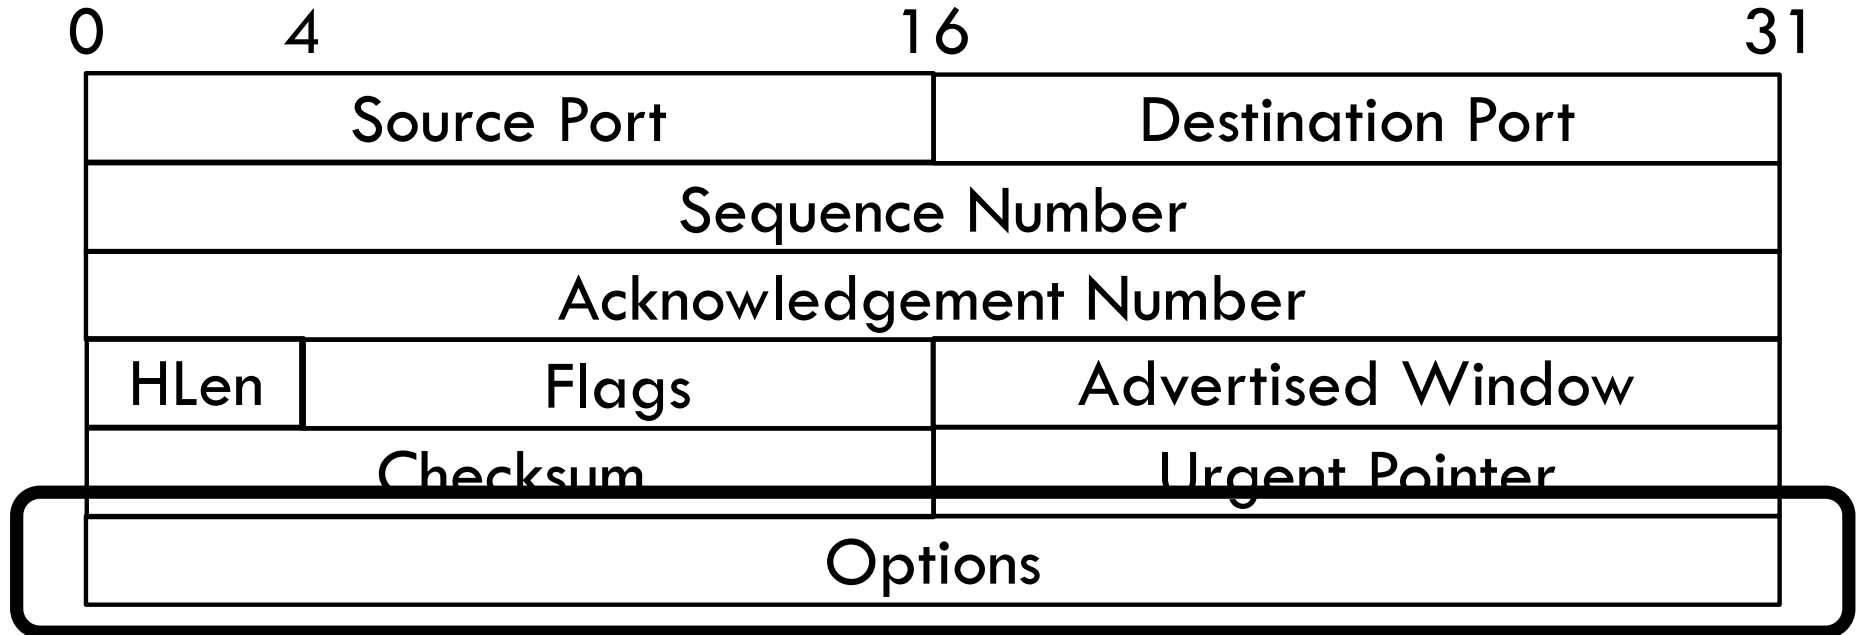 0 4 16 31
Source Port Destination Port
Sequence Number
Acknowledgement Number
HLen Flags Advertised Window
Checksum Urgent Pointer
Options